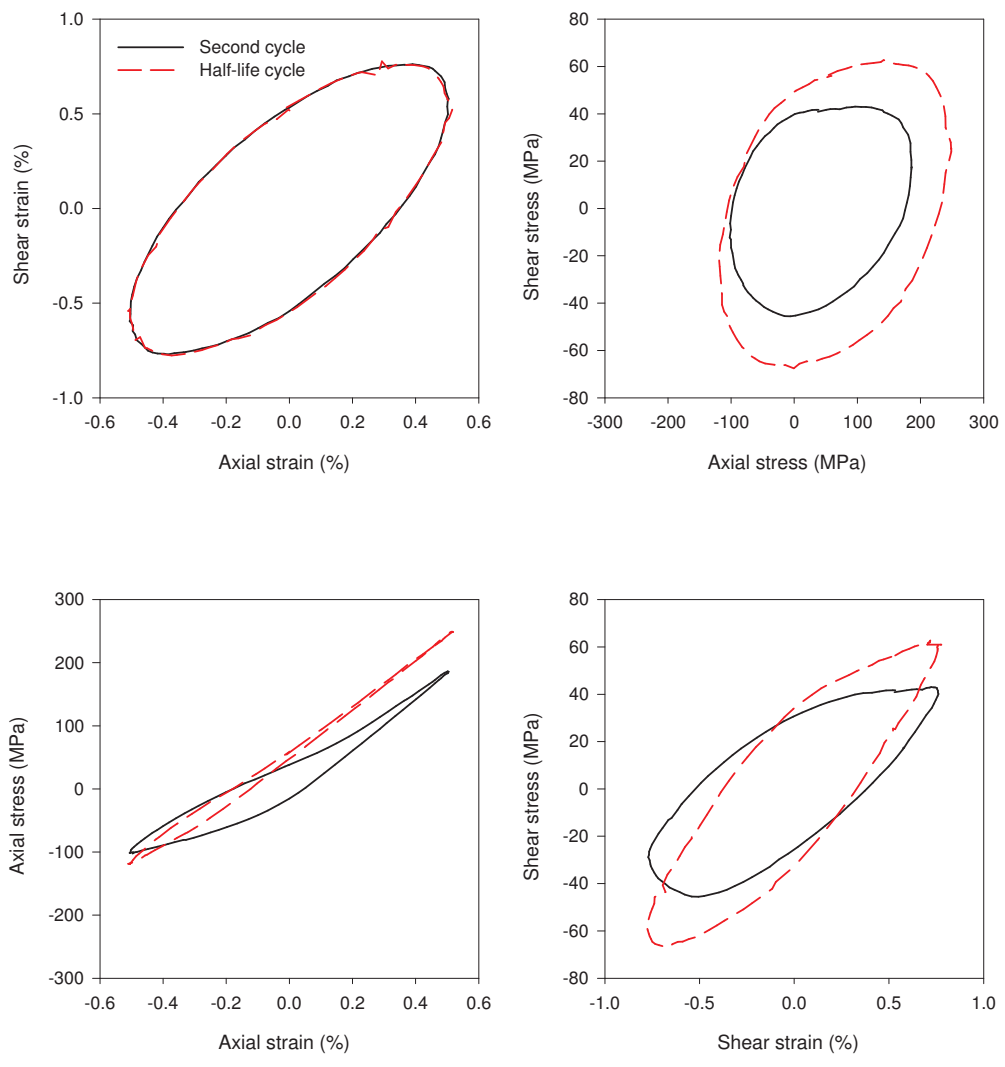 1.0
Second cycle
Half-life cycle
0.5
0.0
-0.5
-1.0
Shear strain (%)
-0.6 -0.4 -0.2 0.0 0.2 0.4 0.6
Axial strain (%)
80
60
40
20
0
-20
-40
-60
-80
Shear stress (MPa)
-300 -200 -100 0 100 200 300
Axial stress (MPa)
300
200
100
0
-100
-200
-300
Axial stress (MPa)
-0.6 -0.4 -0.2 0.0 0.2 0.4 0.6
Axial strain (%)
80
60
40
20
0
-20
-40
-60
-80
Shear stress (MPa)
-1.0 -0.5 0.0 0.5 1.0
Shear strain (%)